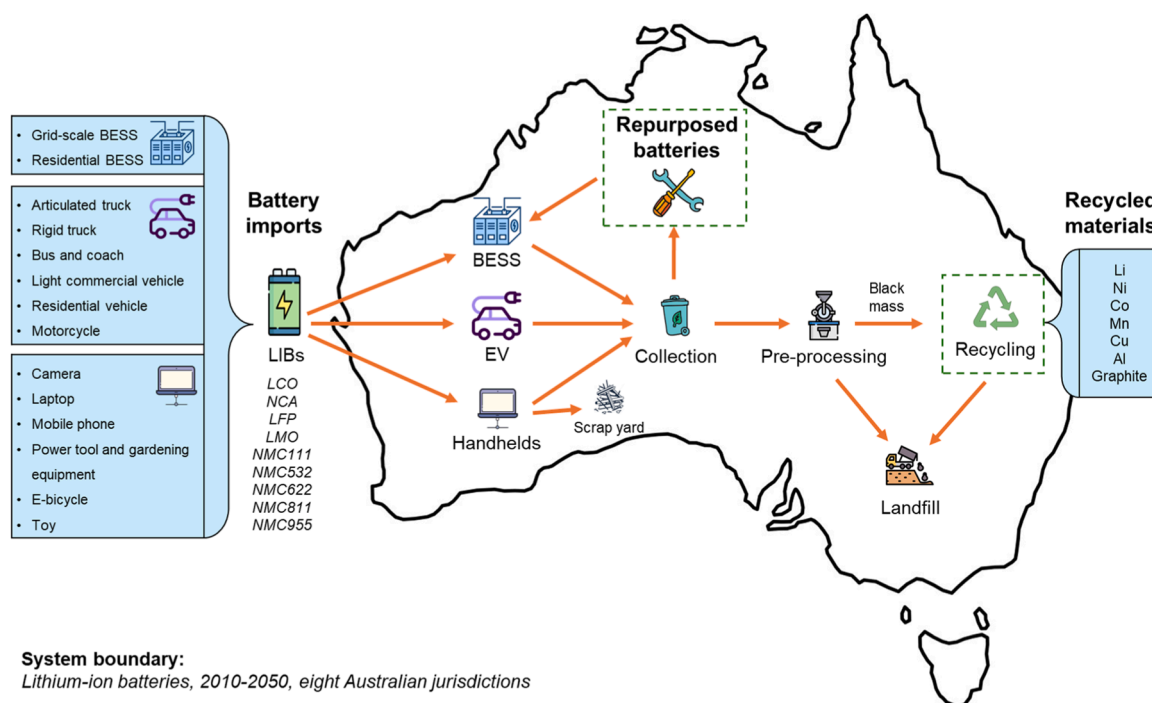 • Grid-scale BESS
• Residential BESS
• Articulated truck
• Rigid truck
• Bus and coach
• Light commercial vehicle
• Residential vehicle
• Motorcycle
• Camera
• Laptop
• Mobile phone
• Power tool and gardening
equipment
• E-bicycle
• Toy
Battery
imports
LIBs
LCO
NCA
LFP
LMO
NMC111
NMC532
NMC622
NMC811
NMC955
BESS
EV
Handhelds
Scrap yard
Repurposed
batteries
Collection
Pre-processing
Black
mass
Recycling
Landfill
Recycled
materials
Li
Ni
Co
Mn
Cu
Al
Graphite
System boundary:
Lithium-ion batteries, 2010-2050, eight Australian jurisdictions